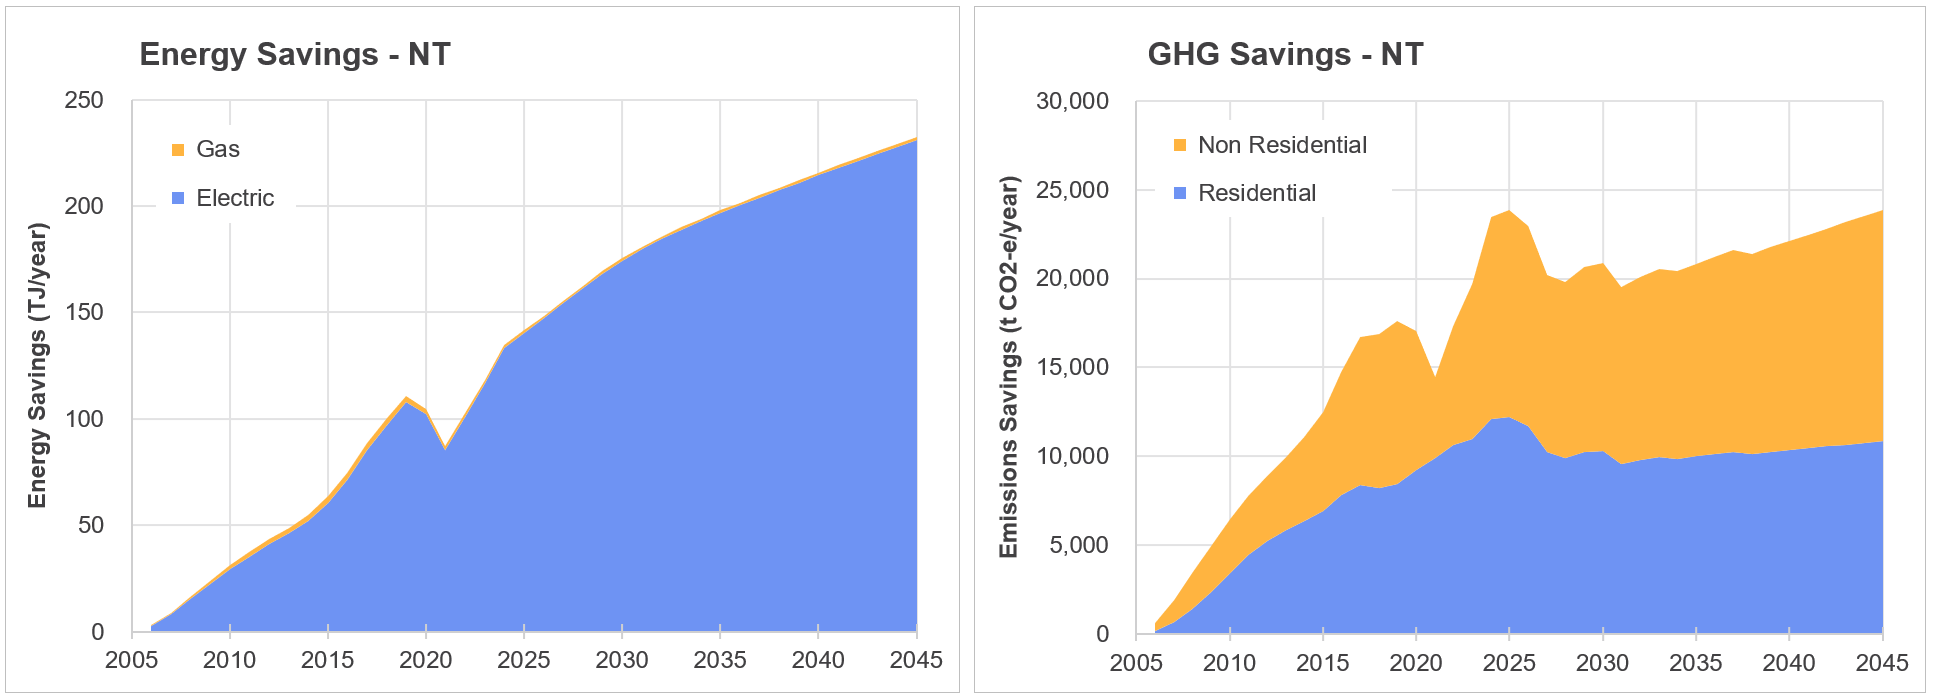 Energy Savings - NT
Energy Savings (TJ/year)
250
200
150
100
50
0
Gas
Electric
2005 2010 2015 2020 2025 2030 2035 2040 2045
GHG Savings - NT
Emissions Savings (t CO2-e/year)
30,000
25,000
20,000
15,000
10,000
5,000
0
Non Residential
Residential
2005 2010 2015 2020 2025 2030 2035 2040 2045